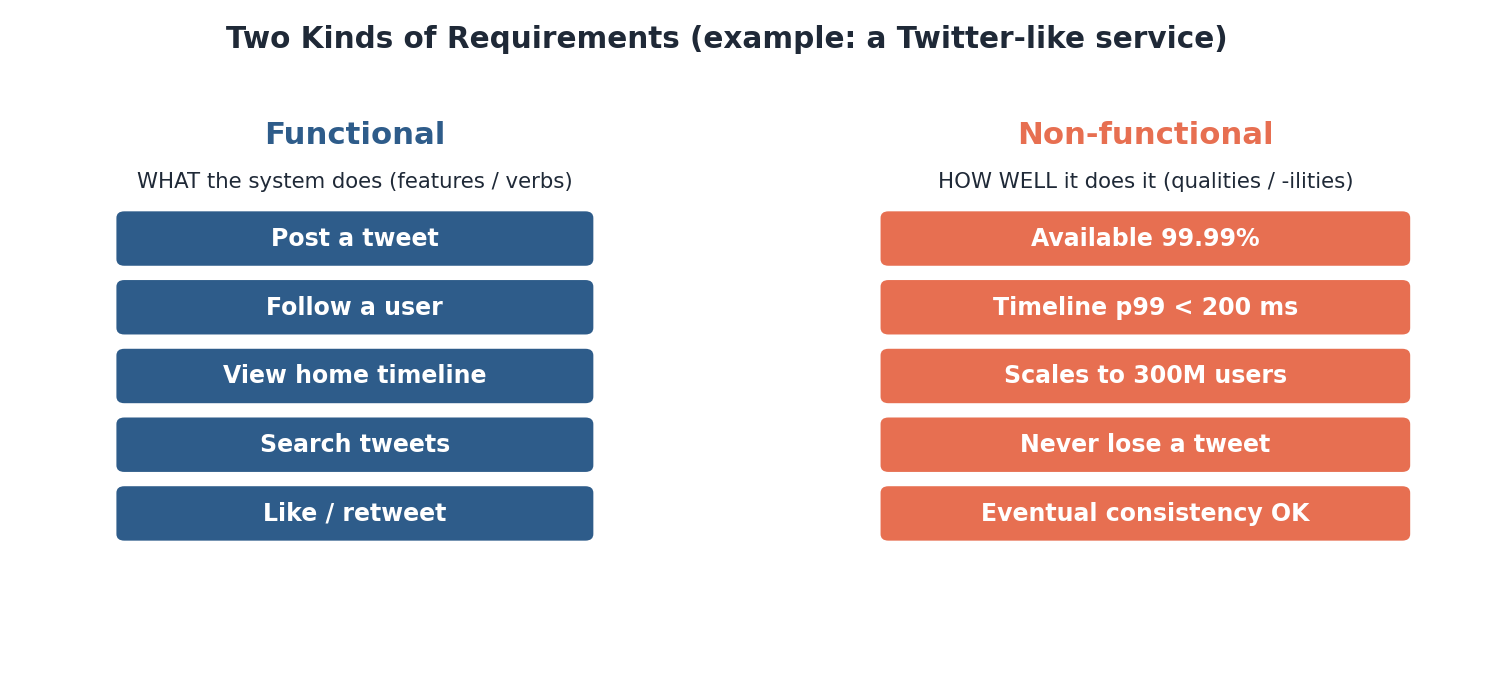 Two Kinds of Requirements (example: a Twitter-like service)
Functional
WHAT the system does (features / verbs)
Post a tweet
Follow a user
View home timeline
Search tweets
Like / retweet
Non-functional
HOW WELL it does it (qualities / -ilities)
Available 99.99%
Timeline p99 < 200 ms
Scales to 300M users
Never lose a tweet
Eventual consistency OK